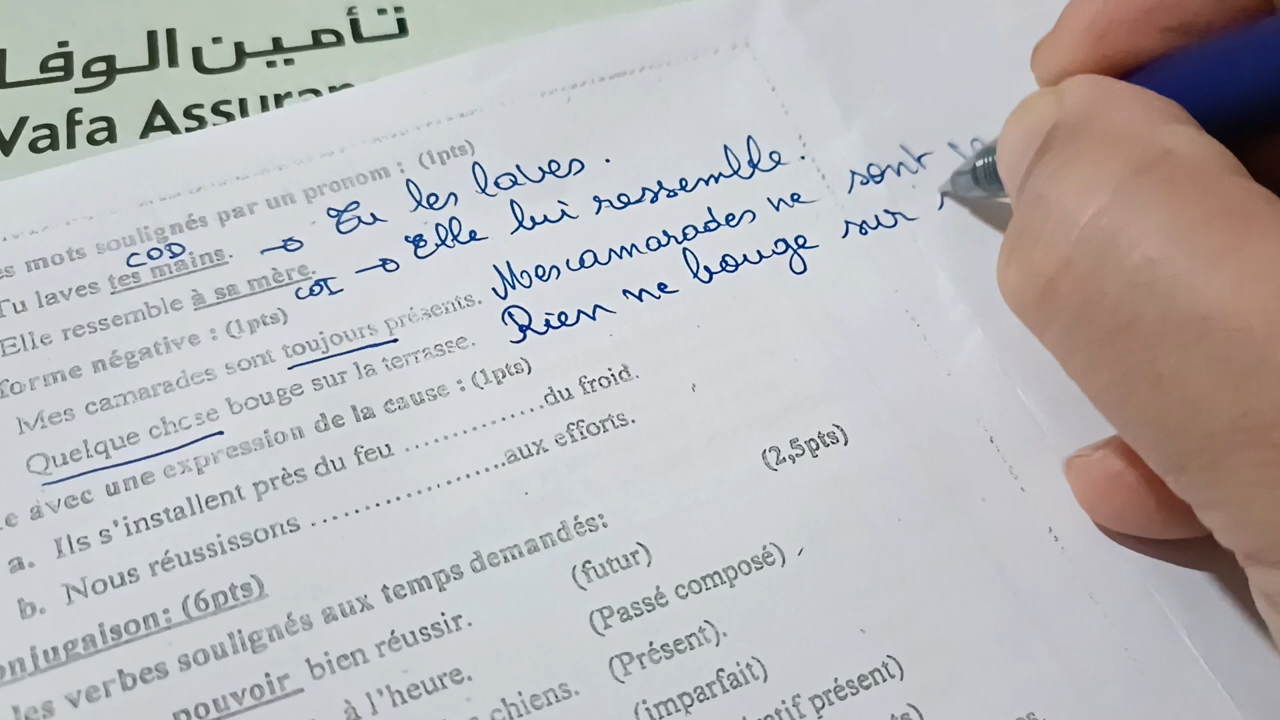 تأمين الوفا
Wafa Assuran
es mots soulignés par un pronom : (1pts)
COD
Tu laves tes mains. → Tu les laves.
Elle ressemble à sa mère. COI → Elle lui ressemble.
forme négative : (1pts)
Mes camarades sont toujours présents. Mes camarades ne sont
Quelque chose bouge sur la terrasse. Rien ne bouge sur
e avec une expression de la cause : (1pts)
a. Ils s'installent près du feu ...............du froid.
b. Nous réussissons .....................aux efforts.
onjugaison: (6pts) (2,5pts)
les verbes soulignés aux temps demandés:
pouvoir bien réussir. (futur)
à l'heure. (Passé composé)
chiens. (Présent).
(imparfait)
tif présent)